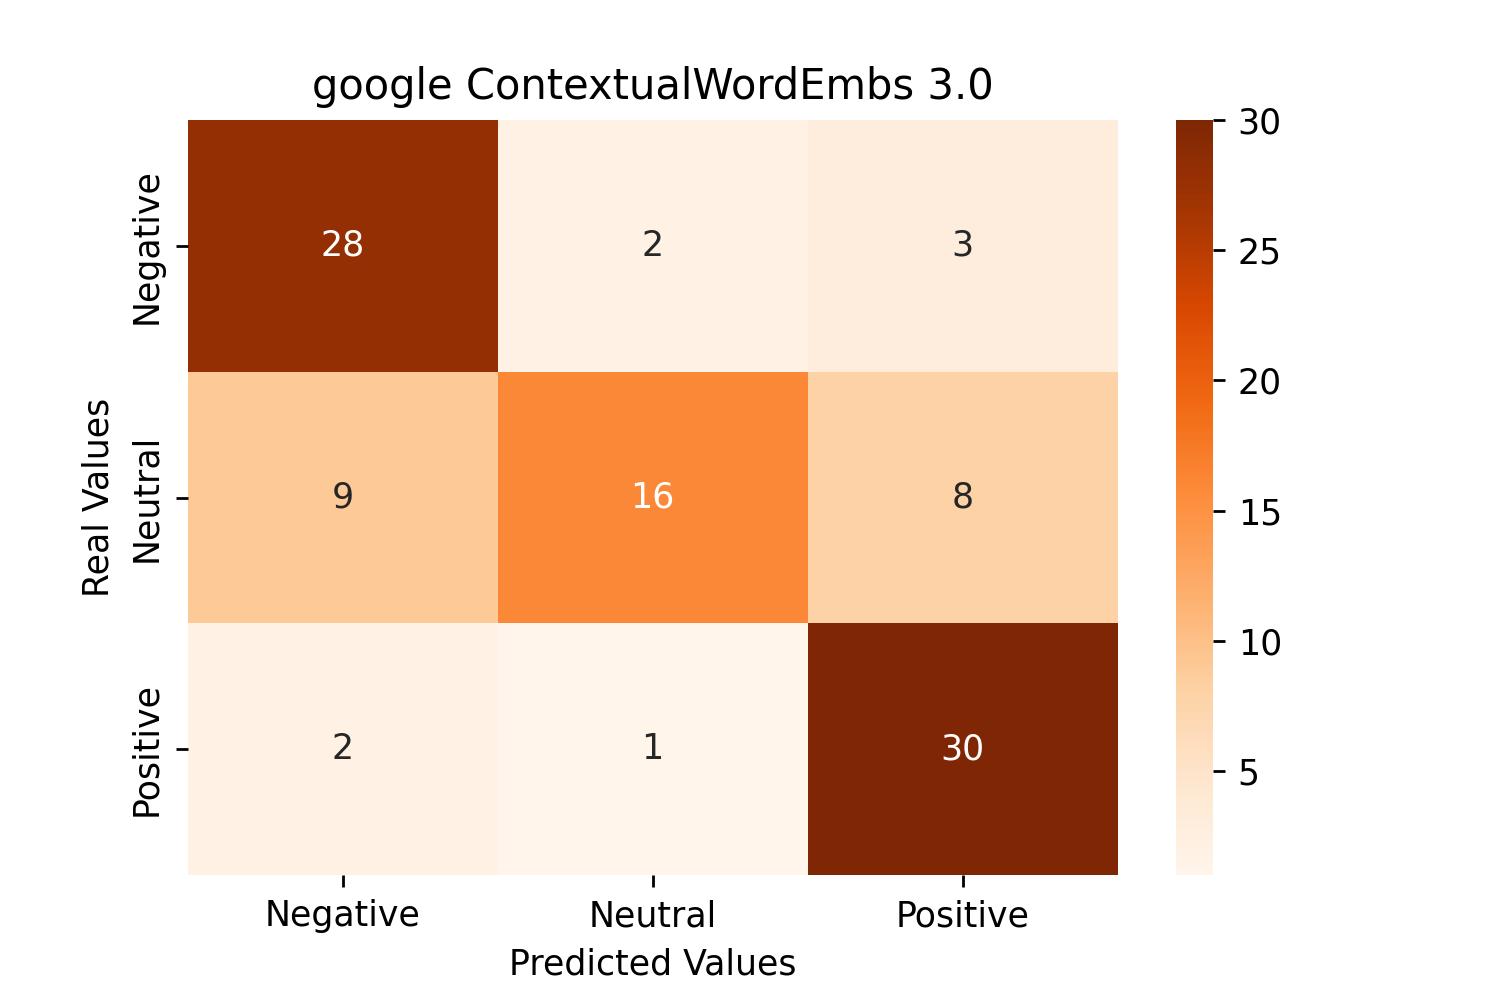 google ContextualWordEmbs 3.0
Real Values
Negative
28
2
3
Neutral
9
16
8
Positive
2
1
30
Negative
Neutral
Positive
Predicted Values
30
25
20
15
10
5